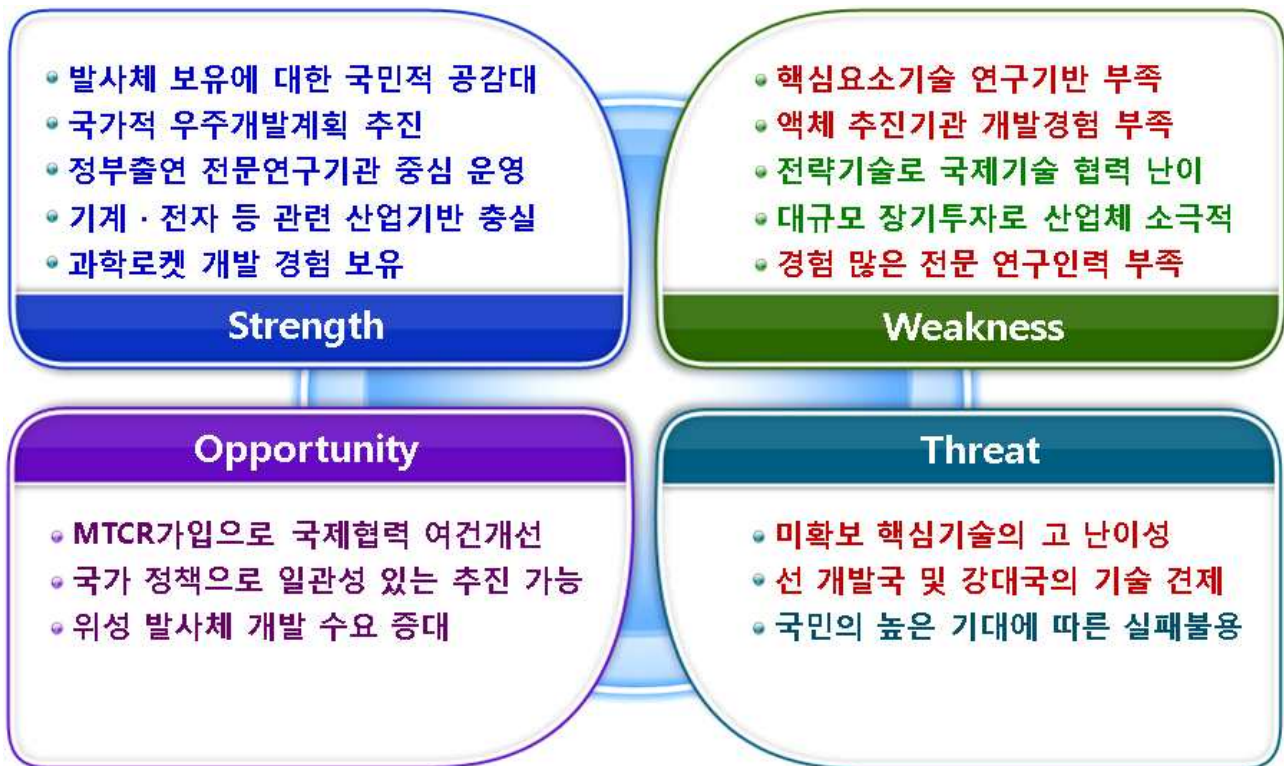 발사체 보유에 대한 국민적 공감대
국가적 우주개발계획 추진
정부출연 전문연구기관 중심 운영
기계 · 전자 등 관련 산업기반 충실
과학로켓 개발 경험 보유
Strength
핵심요소기술 연구기반 부족
액체 추진기관 개발경험 부족
전략기술로 국제기술 협력 난이
대규모 장기투자로 산업체 소극적
경험 많은 전문 연구인력 부족
Weakness
Opportunity
MTCR가입으로 국제협력 여건개선
국가 정책으로 일관성 있는 추진 가능
위성 발사체 개발 수요 증대
Threat
미확보 핵심기술의 고 난이성
선 개발국 및 강대국의 기술 견제
국민의 높은 기대에 따른 실패불용